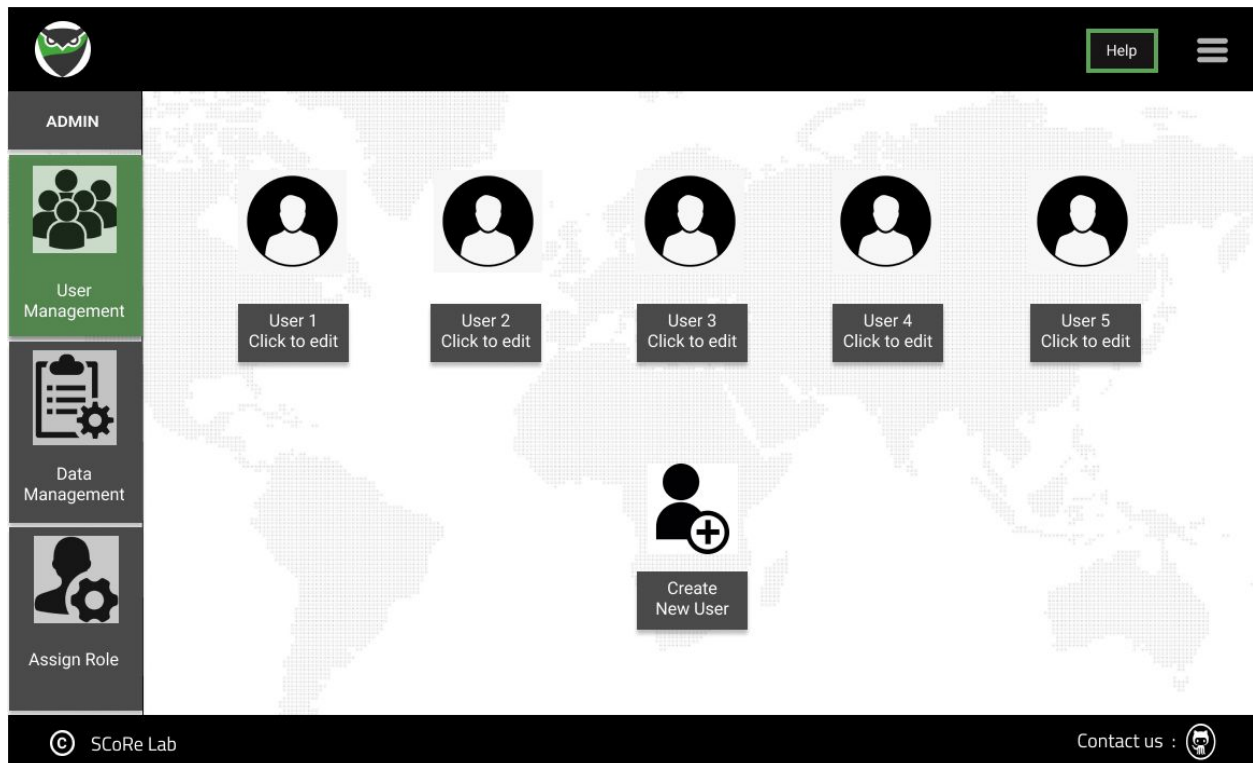 Help
ADMIN
User
Management
Data
Management
Assign Role
User 1
Click to edit
User 2
Click to edit
User 3
Click to edit
User 4
Click to edit
User 5
Click to edit
Create
New User
© SCoRe Lab
Contact us :